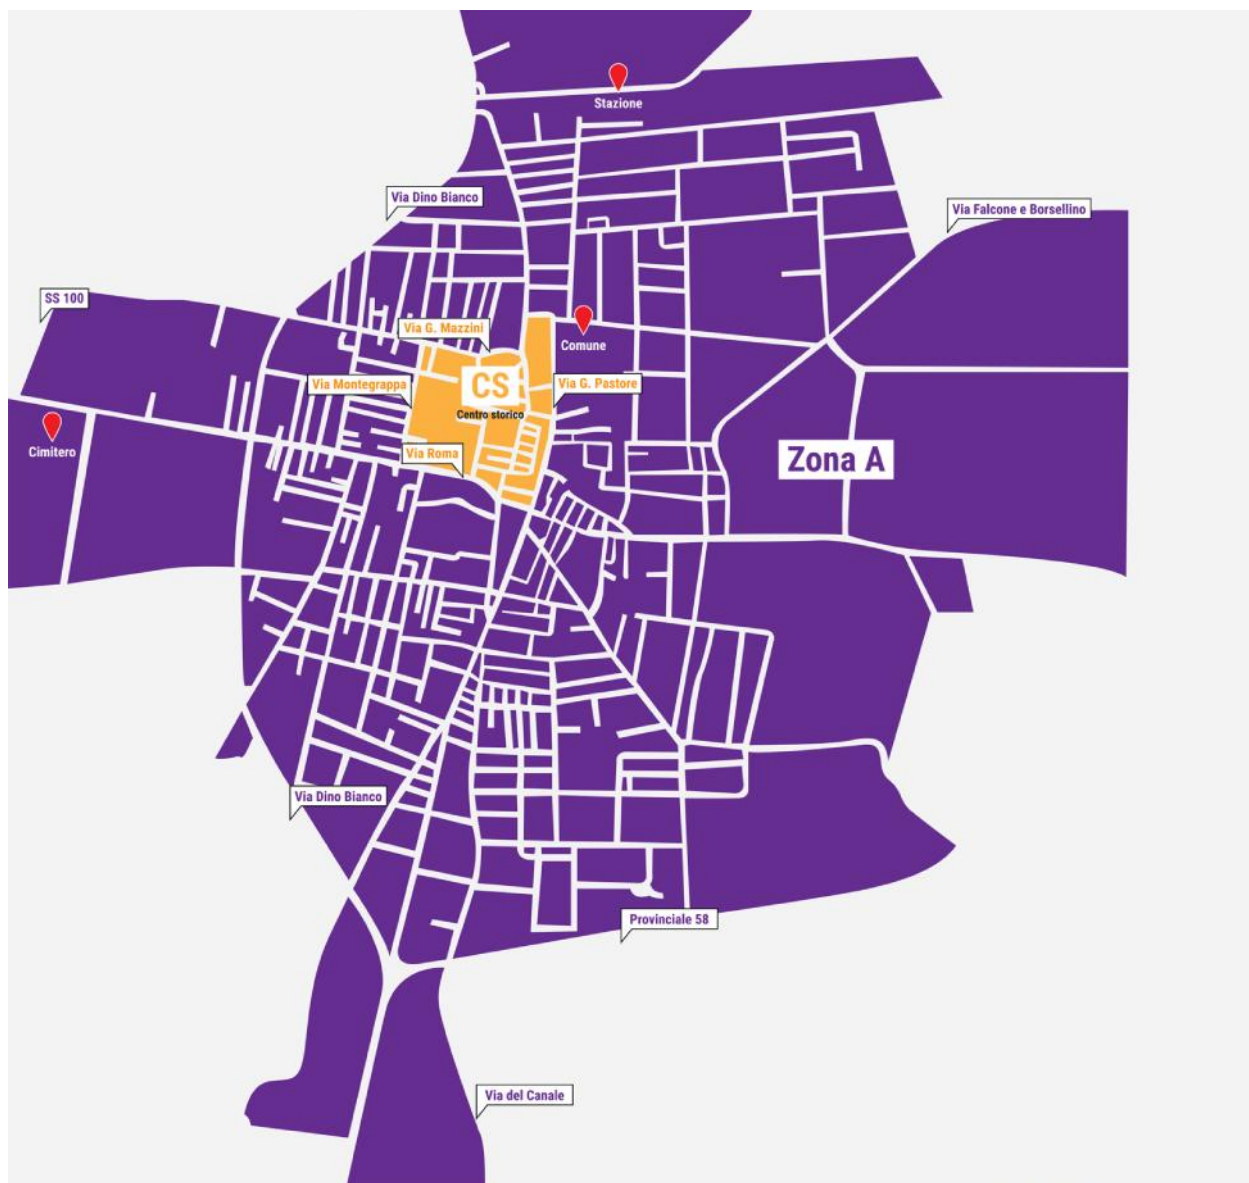 Stazione
Via Dino Bianco
Via Falcone e Borsellino
SS 100
Via G. Mazzini
Comune
Via Montegrappa
CS
Via G. Pastore
Centro storico
Cimitero
Via Roma
Zona A
Via Dino Bianco
Provinciale 58
Via del Canale